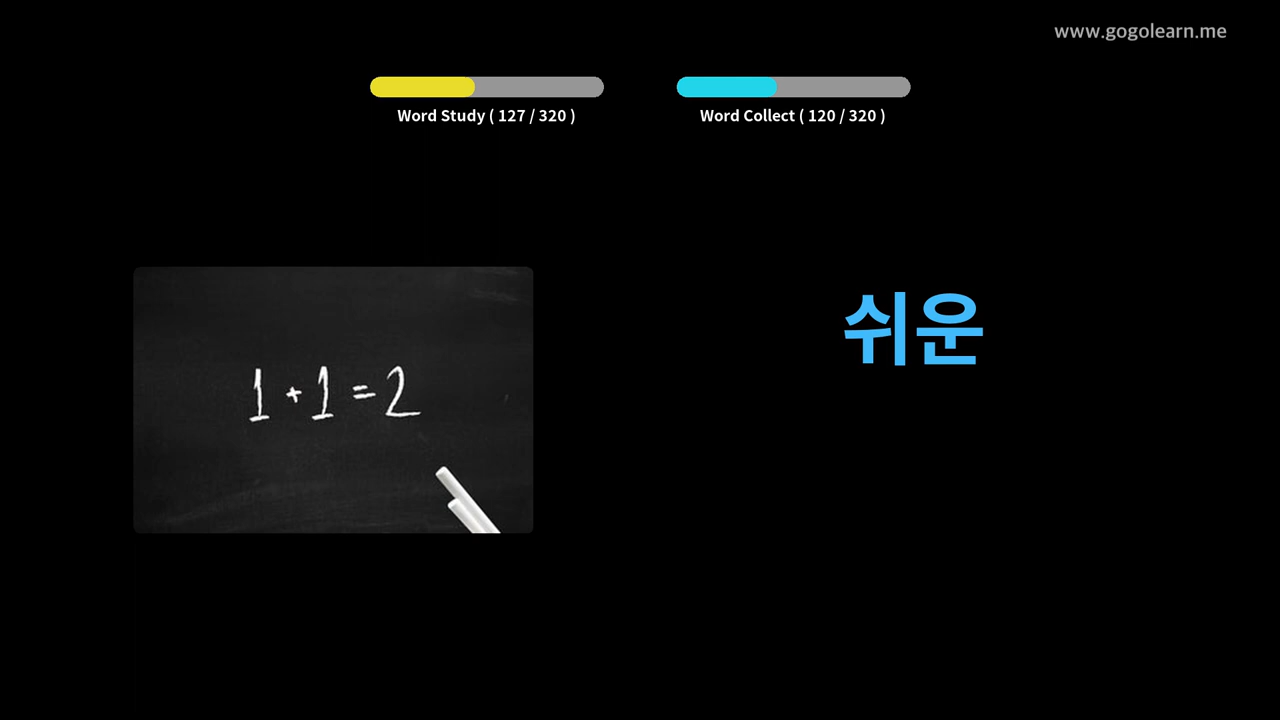 www.gogolearn.me
Word Study ( 127 / 320 )
Word Collect ( 120 / 320 )
쉬운
1 + 1 = 2